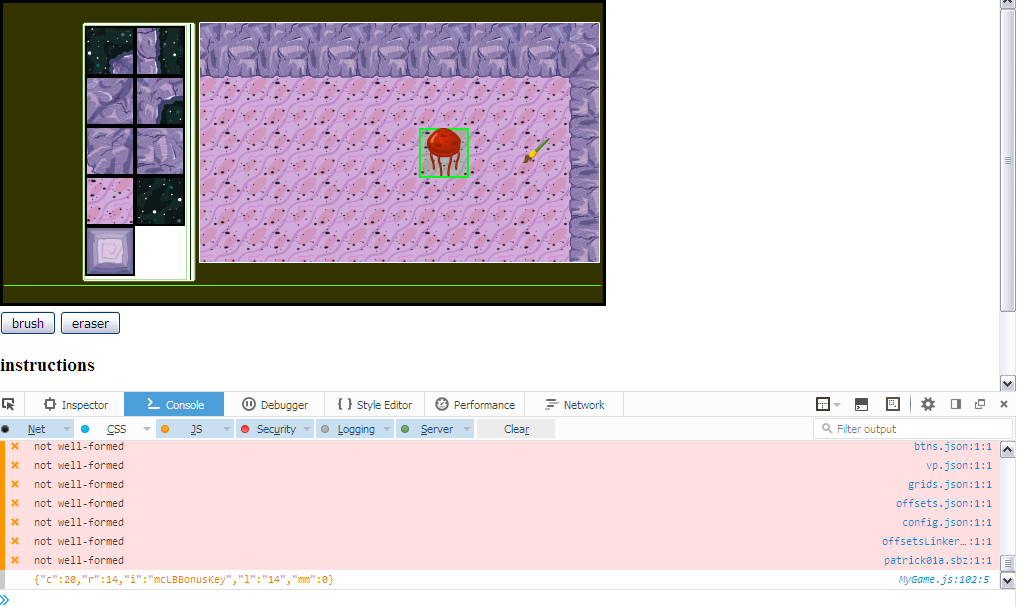 brush eraser
instructions
Inspector Console Debugger Style Editor Performance Network
Net CSS JS Security Logging Server Clear Filter output
not well-formed btns.json:1:1
not well-formed vp.json:1:1
not well-formed grids.json:1:1
not well-formed offsets.json:1:1
not well-formed config.json:1:1
not well-formed offsetsLinker…:1:1
not well-formed patrick01a.sbz:1:1
{"c":20,"r":14,"i":"mcLBBonusKey","l":"14","mm":0} MyGame.js:102:5